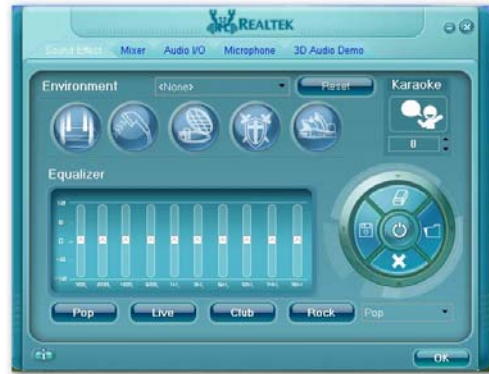 REALTEK
Sound Effect Mixer Audio I/O Microphone 3D Audio Demo
Environment <None> Reset Karaoke
0
Equalizer
Pop Live Club Rock Pop
OK